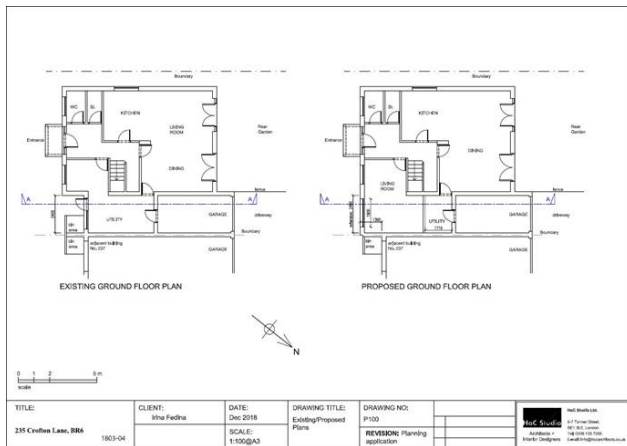 Boundary
WC
St.
KITCHEN
LIVING
ROOM
DINING
Entrance
Rear
Garden
fence
A
A
UTILITY
GARAGE
driveway
Boundary
bin
area
bin
area
adjacent building
No. 237
GARAGE
EXISTING GROUND FLOOR PLAN
Boundary
WC
St.
KITCHEN
DINING
Entrance
Rear
Garden
fence
A
A
LIVING
ROOM
UTILITY
GARAGE
driveway
Boundary
bin
area
adjacent building
No. 237
GARAGE
PROPOSED GROUND FLOOR PLAN
N
0 1 2 5 m
scale
TITLE:
235 Crofton Lane, BR6
1803-04
CLIENT:
Irina Fedina
DATE:
Dec 2018
SCALE:
1:100@A3
DRAWING TITLE:
Existing/Proposed
Plans
DRAWING NO:
P100
REVISION: Planning
application
HoC Studio
Architects +
Interior Designers
HoC Studio Ltd.